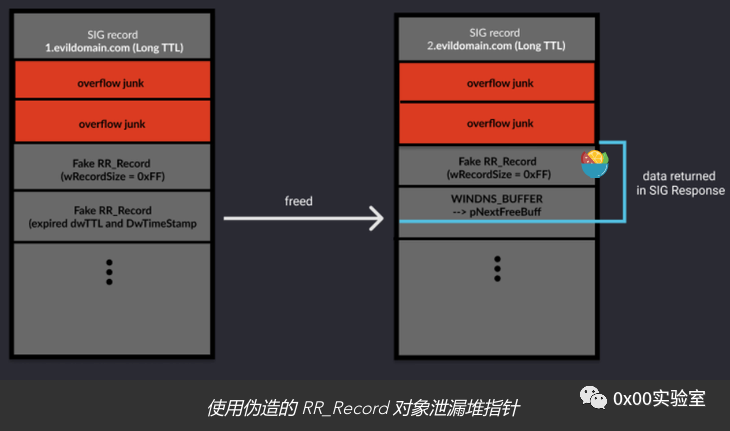 SIG record
1.evildomain.com (Long TTL)
overflow junk
overflow junk
Fake RR_Record
(wRecordSize = 0xFF)
Fake RR_Record
(expired dwTTL and DwTimeStamp
freed
SIG record
2.evildomain.com (Long TTL)
overflow junk
overflow junk
Fake RR_Record
(wRecordSize = 0xFF)
WINDNS_BUFFER
--> pNextFreeBuff
data returned
in SIG Response
使用伪造的 RR_Record 对象泄漏堆指针
0x00实验室